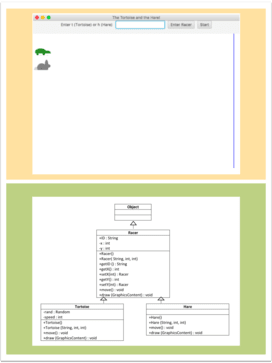 The Tortoise and the Hare!
Enter t (Tortoise) or h (Hare)
Enter Racer
Start
Object
Racer
-ID : String
-x : int
-y : int
+Racer()
+Racer( String, int, int)
+getID () : String
+getX() : int
+setX(int) : Racer
+getY() : int
+setY(int) : Racer
+move() : void
+draw (GraphicsContent) : void
Tortoise
-rand : Random
-speed : int
+Tortoise()
+Tortoise (String, int, int)
+move() : void
+draw (GraphicsContent) : void
Hare
+Hare()
+Hare (String, int, int)
+move() : void
+draw (GraphicsContent) : void